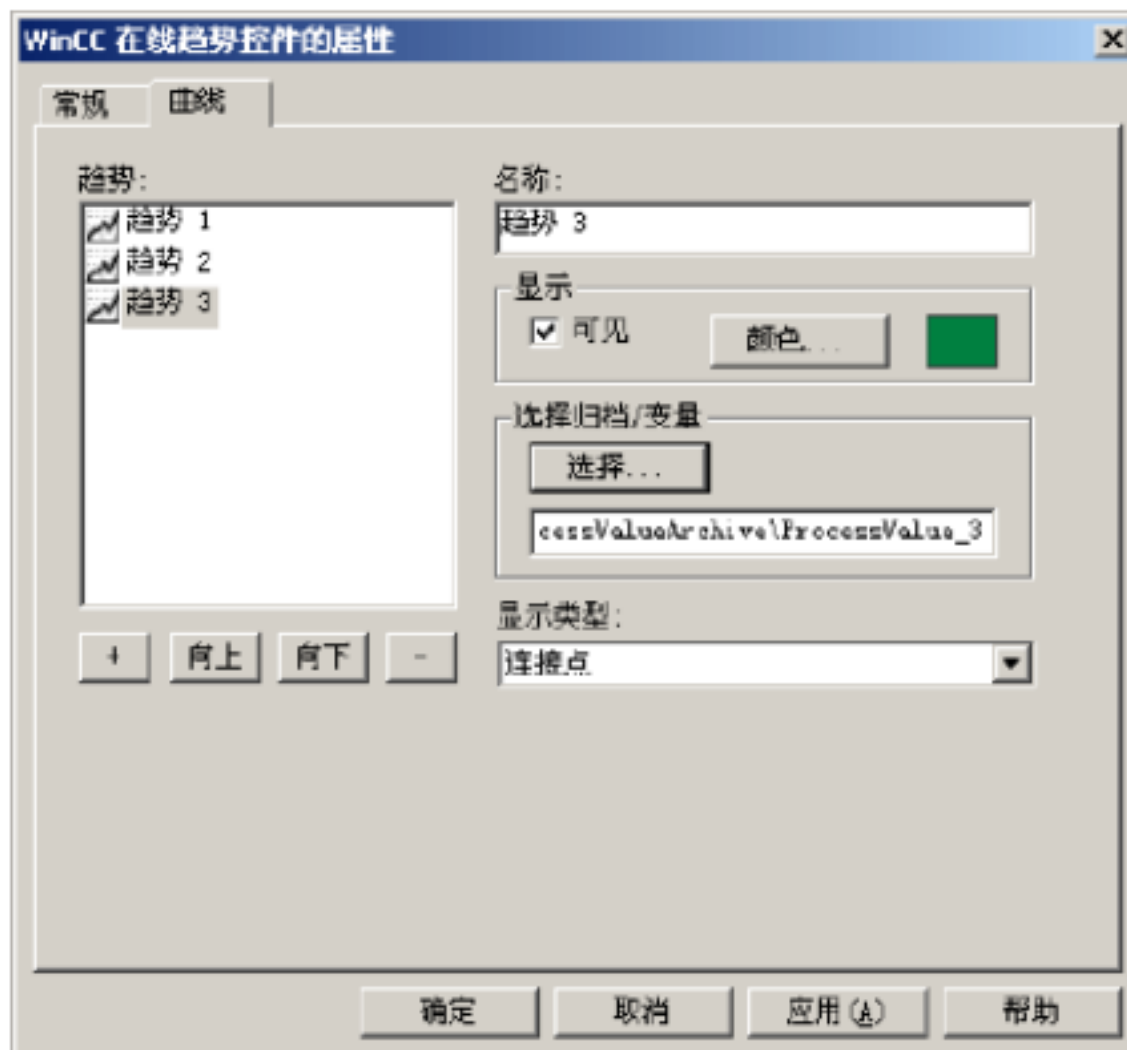 WinCC 在线趋势控件的属性
常规 曲线
趋势:
趋势 1
趋势 2
趋势 3
+ 向上 向下 -
名称:
趋势 3
显示
可见 颜色...
选择归档/变量
选择...
cessValueArchive\ProcessValue_3
显示类型:
连接点
确定 取消 应用(A) 帮助